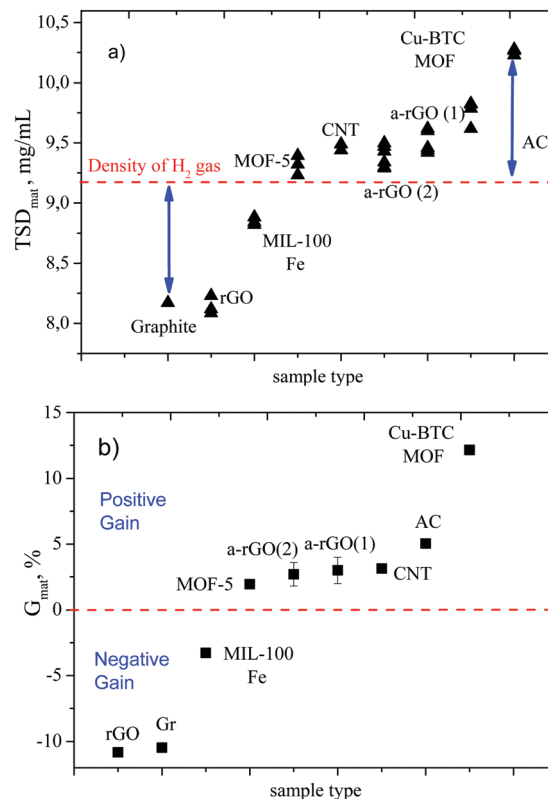 a)
TSDmat, mg/mL
10,5
10,0
9,5
9,0
8,5
8,0
Cu-BTC
MOF
a-rGO (1)
CNT
AC
MOF-5
Density of H2 gas
a-rGO (2)
MIL-100
Fe
rGO
Graphite
sample type
b)
Gmat, %
15
10
5
0
-5
-10
Cu-BTC
MOF
Positive
Gain
AC
a-rGO(1)
a-rGO(2)
CNT
MOF-5
Negative
Gain
MIL-100
Fe
Gr
rGO
sample type